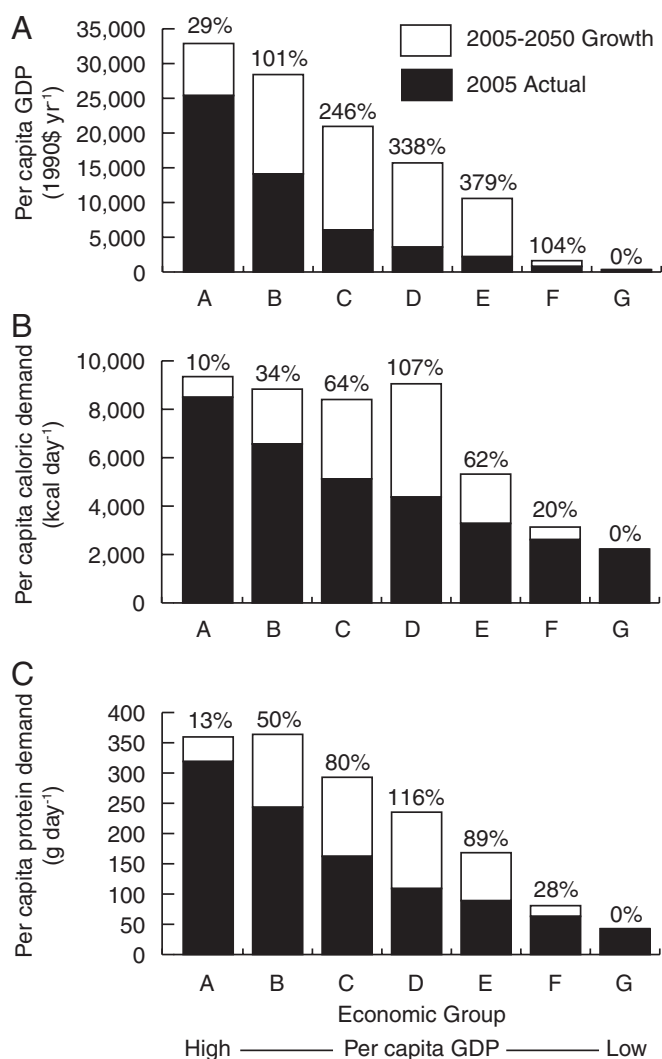 A
Per capita GDP
(1990$ yr-1)
35,000
30,000
25,000
20,000
15,000
10,000
5,000
0
29%
101%
246%
338%
379%
104%
0%
2005-2050 Growth
2005 Actual
A B C D E F G
B
Per capita caloric demand
(kcal day-1)
10,000
8,000
6,000
4,000
2,000
0
10%
34%
64%
107%
62%
20%
0%
A B C D E F G
C
Per capita protein demand
(g day-1)
400
350
300
250
200
150
100
50
0
13%
50%
80%
116%
89%
28%
0%
A B C D E F G
Economic Group
High Per capita GDP Low